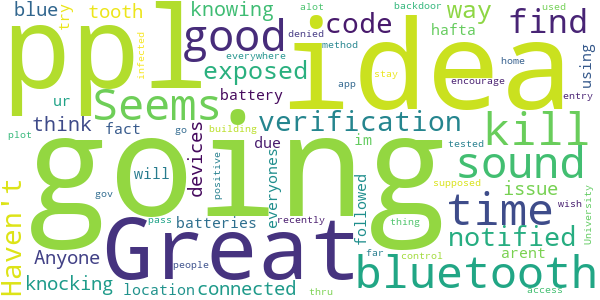 blue
try
tooth
knowing
alot
backdoor
used
ppl
idea
good
code
denied
method
way
hafta
find
infected
everywhere
stay
exposed
app
home
using
Seems
ur
battery
encourage
entry
kill
plot
think
fact
go
building
devices
verification
due
im
tested
going
sound
will
positive
everyones
followed
issue
time
Haven't
pass
Great
recently
thing
University
supposed
wish
batteries
notified
Anyone
people
far
control
arent
bluetooth
knocking
location
connected
gov
thru
access